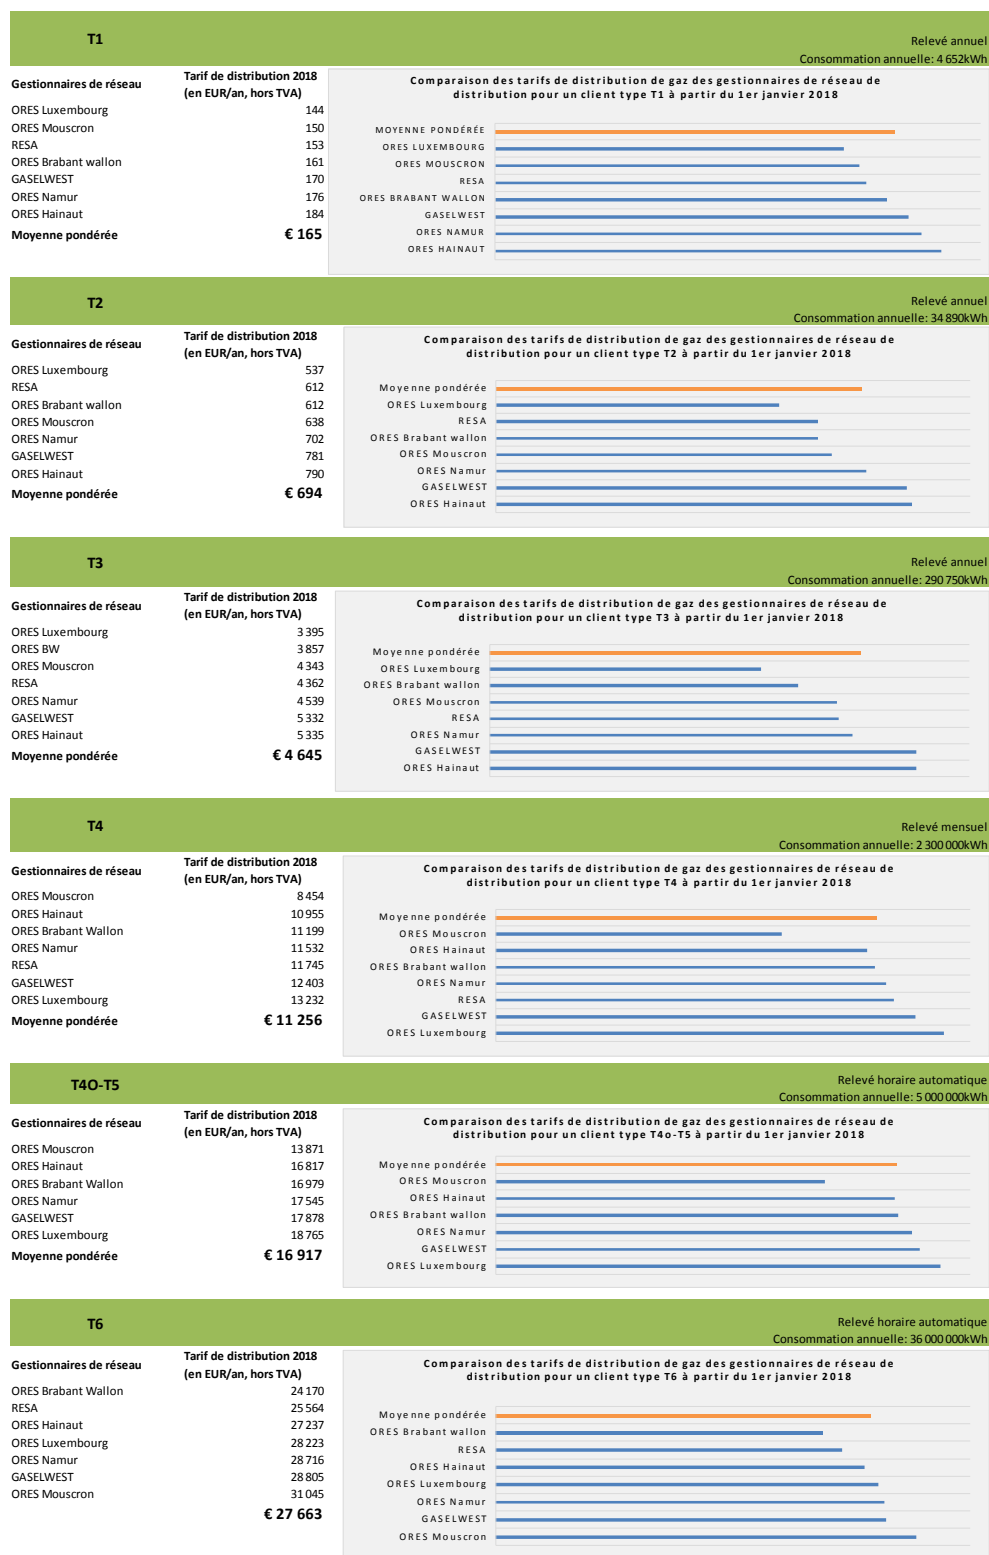 T1
Relevé annuel
Consommation annuelle: 4 652kWh
Gestionnaires de réseau
Tarif de distribution 2018
(en EUR/an, hors TVA)
ORES Luxembourg 144
ORES Mouscron 150
RESA 153
ORES Brabant wallon 161
GASELWEST 170
ORES Namur 176
ORES Hainaut 184
Moyenne pondérée € 165
Comparaison des tarifs de distribution de gaz des gestionnaires de réseau de
distribution pour un client type T1 à partir du 1er janvier 2018
MOYENNE PONDÉRÉE
ORES LUXEMBOURG
ORES MOUSCRON
RESA
ORES BRABANT WALLON
GASELWEST
ORES NAMUR
ORES HAINAUT
T2
Relevé annuel
Consommation annuelle: 34 890kWh
Gestionnaires de réseau
Tarif de distribution 2018
(en EUR/an, hors TVA)
ORES Luxembourg 537
RESA 612
ORES Brabant wallon 612
ORES Mouscron 638
ORES Namur 702
GASELWEST 781
ORES Hainaut 790
Moyenne pondérée € 694
Comparaison des tarifs de distribution de gaz des gestionnaires de réseau de
distribution pour un client type T2 à partir du 1er janvier 2018
Moyenne pondérée
ORES Luxembourg
RESA
ORES Brabant wallon
ORES Mouscron
ORES Namur
GASELWEST
ORES Hainaut
T3
Relevé annuel
Consommation annuelle: 290 750kWh
Gestionnaires de réseau
Tarif de distribution 2018
(en EUR/an, hors TVA)
ORES Luxembourg 3 395
ORES BW 3 857
ORES Mouscron 4 343
RESA 4 362
ORES Namur 4 539
GASELWEST 5 332
ORES Hainaut 5 335
Moyenne pondérée € 4 645
Comparaison des tarifs de distribution de gaz des gestionnaires de réseau de
distribution pour un client type T3 à partir du 1er janvier 2018
Moyenne pondérée
ORES Luxembourg
ORES Brabant wallon
ORES Mouscron
RESA
ORES Namur
GASELWEST
ORES Hainaut
T4
Relevé mensuel
Consommation annuelle: 2 300 000kWh
Gestionnaires de réseau
Tarif de distribution 2018
(en EUR/an, hors TVA)
ORES Mouscron 8 454
ORES Hainaut 10 955
ORES Brabant Wallon 11 199
ORES Namur 11 532
RESA 11 745
GASELWEST 12 403
ORES Luxembourg 13 232
Moyenne pondérée € 11 256
Comparaison des tarifs de distribution de gaz des gestionnaires de réseau de
distribution pour un client type T4 à partir du 1er janvier 2018
Moyenne pondérée
ORES Mouscron
ORES Hainaut
ORES Brabant wallon
ORES Namur
RESA
GASELWEST
ORES Luxembourg
T4O-T5
Relevé horaire automatique
Consommation annuelle: 5 000 000kWh
Gestionnaires de réseau
Tarif de distribution 2018
(en EUR/an, hors TVA)
ORES Mouscron 13 871
ORES Hainaut 16 817
ORES Brabant Wallon 16 979
ORES Namur 17 545
GASELWEST 17 878
ORES Luxembourg 18 765
Moyenne pondérée € 16 917
Comparaison des tarifs de distribution de gaz des gestionnaires de réseau de
distribution pour un client type T4o-T5 à partir du 1er janvier 2018
Moyenne pondérée
ORES Mouscron
ORES Hainaut
ORES Brabant wallon
ORES Namur
GASELWEST
ORES Luxembourg
T6
Relevé horaire automatique
Consommation annuelle: 36 000 000kWh
Gestionnaires de réseau
Tarif de distribution 2018
(en EUR/an, hors TVA)
ORES Brabant Wallon 24 170
RESA 25 564
ORES Hainaut 27 237
ORES Luxembourg 28 223
ORES Namur 28 716
GASELWEST 28 805
ORES Mouscron 31 045
€ 27 663
Comparaison des tarifs de distribution de gaz des gestionnaires de réseau de
distribution pour un client type T6 à partir du 1er janvier 2018
Moyenne pondérée
ORES Brabant wallon
RESA
ORES Hainaut
ORES Luxembourg
ORES Namur
GASELWEST
ORES Mouscron